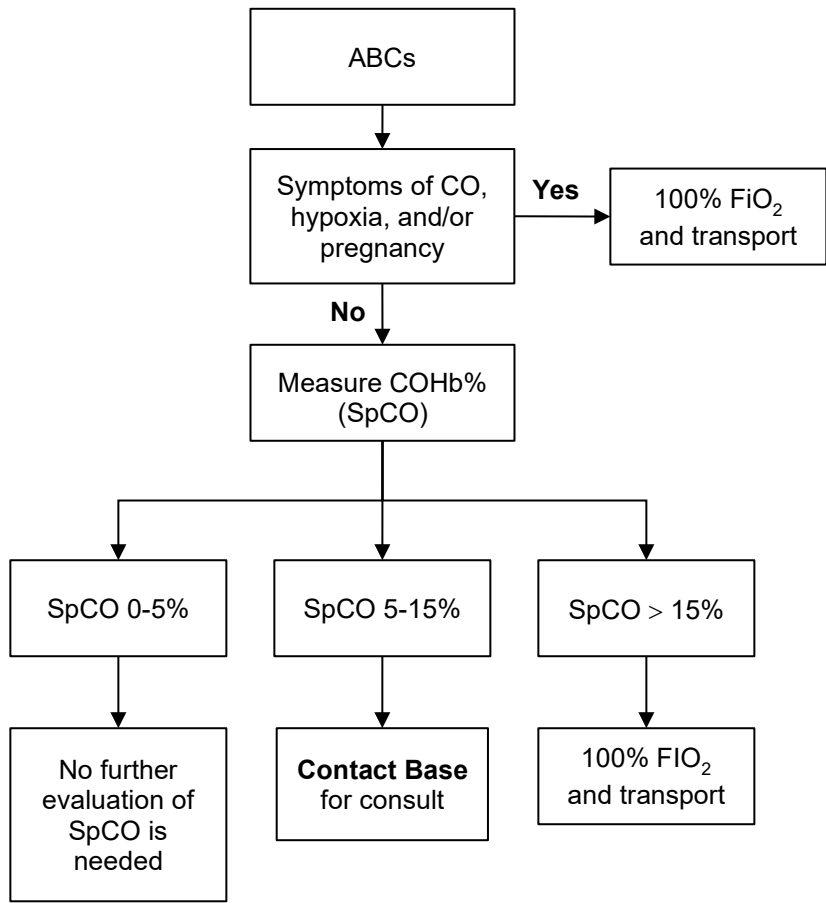 ABCs
Symptoms of CO,
hypoxia, and/or
pregnancy
Yes
100% FiO₂
and transport
No
Measure COHb%
(SpCO)
SpCO 0-5%
SpCO 5-15%
SpCO > 15%
No further
evaluation of
SpCO is
needed
Contact Base
for consult
100% FIO₂
and transport